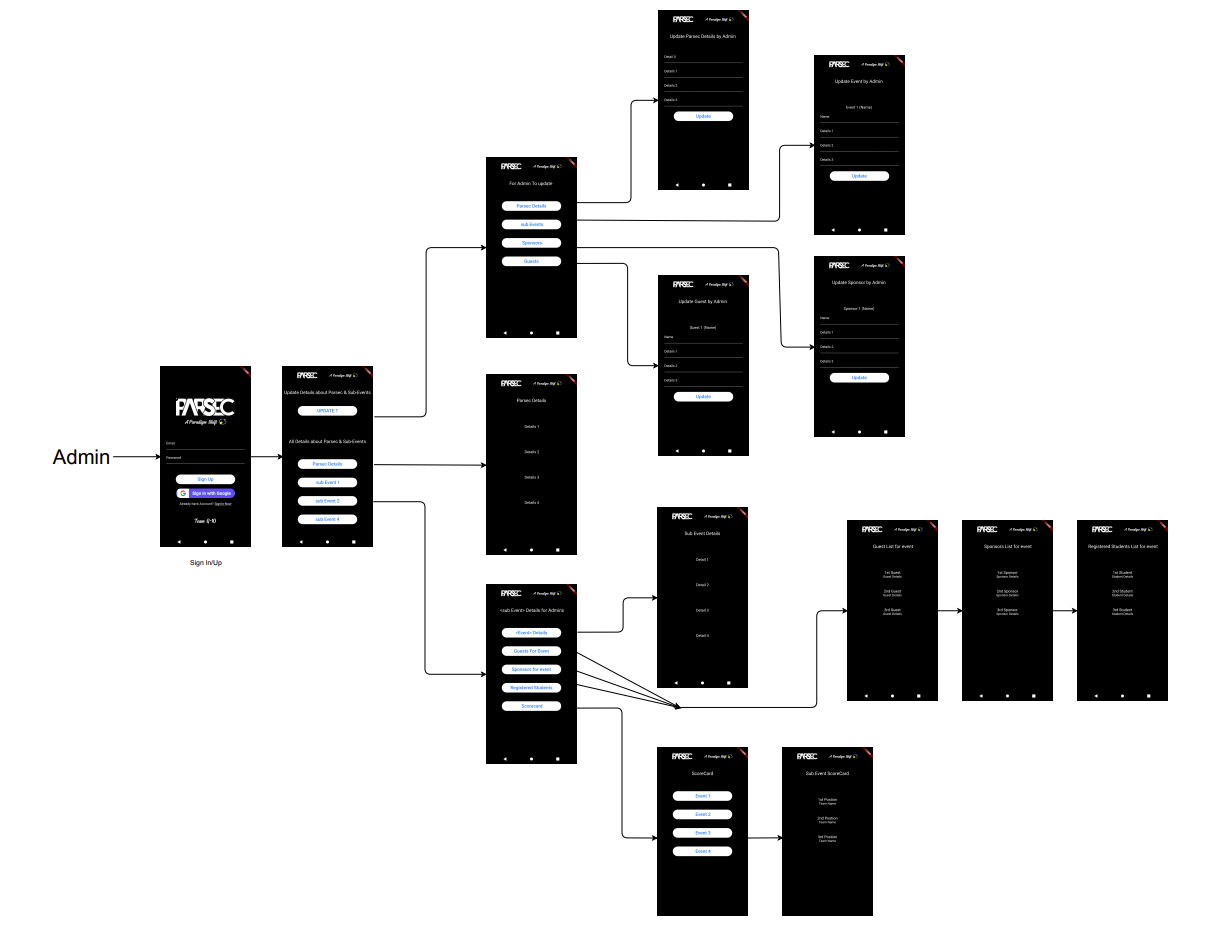 Admin
PARSEC
A Paradigm Shift
Email
Password
Sign Up
Sign in with Google
Already have Account? Sign In Now
Sign In/Up
PARSEC
A Paradigm Shift
Update Details about Parsec & Sub-Events
UPDATE ?
All Details about Parsec & Sub-Events
Parsec Details
sub Event 1
sub Event 2
sub Event 4
PARSEC
A Paradigm Shift
For Admin To update
Parsec Details
sub Events
Sponsors
Guests
PARSEC
A Paradigm Shift
Update Parsec Details by Admin
Detail 0
Details 1
Details 2
Details 3
Update
PARSEC
A Paradigm Shift
Update Event by Admin
Event 1 (Name)
Name
Details 1
Details 2
Details 3
Update
PARSEC
A Paradigm Shift
Update Sponsor by Admin
Sponsor 1 (Name)
Name
Details 1
Details 2
Details 3
Update
PARSEC
A Paradigm Shift
Update Guest by Admin
Guest 1 (Name)
Name
Details 1
Details 2
Details 3
Update
PARSEC
A Paradigm Shift
Parsec Details
Details 1
Details 2
Details 3
Details 4
PARSEC
A Paradigm Shift
<sub Event> Details for Admins
<Event> Details
Guests For Event
Sponsors for event
Registered Students
Scorecard
PARSEC
A Paradigm Shift
Sub Event Details
Detail 1
Detail 2
Detail 3
Detail 4
PARSEC
A Paradigm Shift
Guest List for event
1st Guest
Guest Details
2nd Guest
Guest Details
3rd Guest
Guest Details
PARSEC
A Paradigm Shift
Sponsors List for event
1st Sponsor
Sponsor Details
2nd Sponsor
Sponsor Details
3rd Sponsor
Sponsor Details
PARSEC
A Paradigm Shift
Registered Students List for event
1st Student
Student Details
2nd Student
Student Details
3rd Student
Student Details
PARSEC
A Paradigm Shift
ScoreCard
Event 1
Event 2
Event 3
Event 4
PARSEC
A Paradigm Shift
Sub Event ScoreCard
1st Position
Team Name
2nd Position
Team Name
3rd Position
Team Name